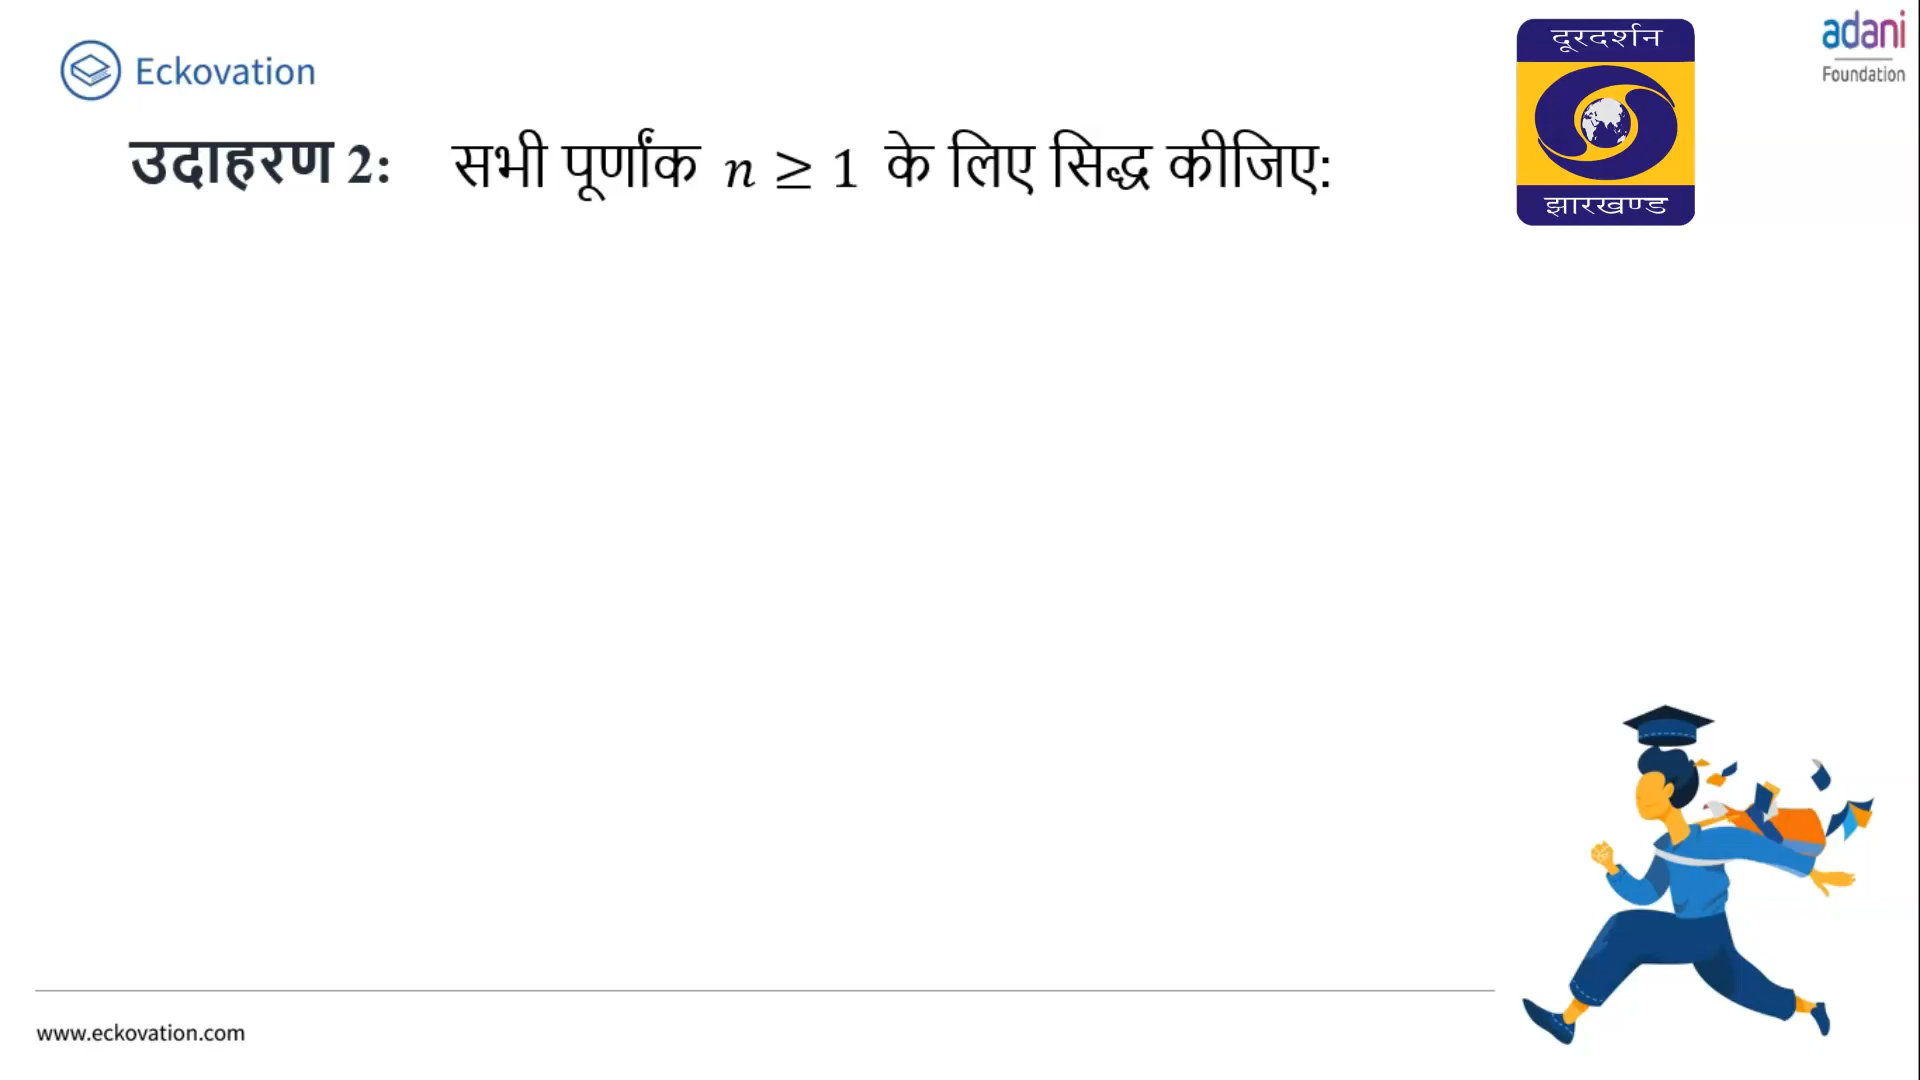 Eckovation
दूरदर्शन
झारखण्ड
adani
Foundation
उदाहरण 2: सभी पूर्णांक n ≥ 1 के लिए सिद्ध कीजिए:
www.eckovation.com